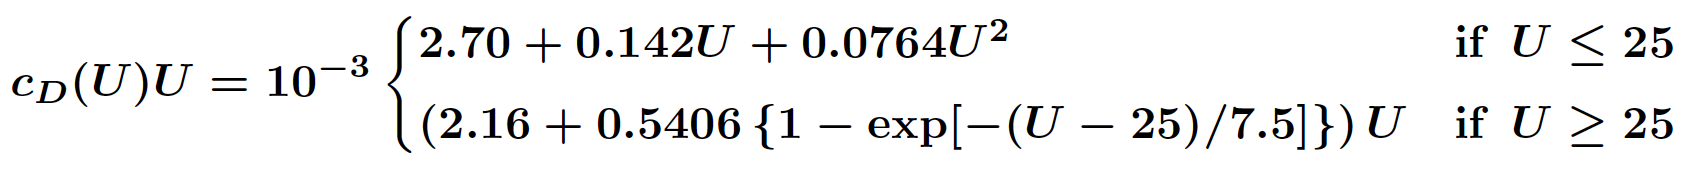 c_D(U)U = 10^{-3} { 2.70 + 0.142U + 0.0764U^2 if U ≤ 25
(2.16 + 0.5406 {1 − exp[−(U − 25)/7.5]}) U if U ≥ 25